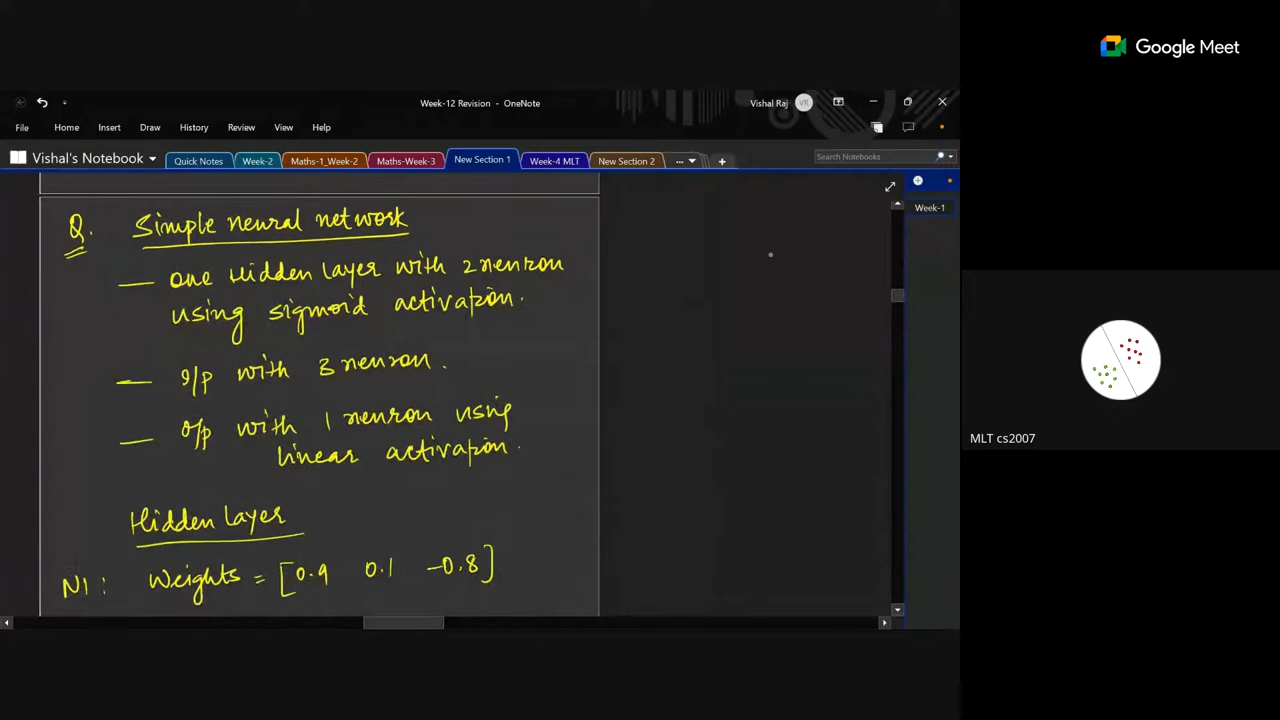 Google Meet
Week-12 Revision - OneNote
Vishal Raj
VR
File
Home
Insert
Draw
History
Review
View
Help
Vishal's Notebook
Quick Notes
Week-2
Maths-1_Week-2
Maths-Week-3
New Section 1
Week-4 MLT
New Section 2
...
Search Notebooks
Week-1
Q. Simple neural network
— one Hidden layer with 2 neuron
using sigmoid activation.
— I/p with 3 neuron.
— O/p with 1 neuron using
linear activation.
Hidden Layer
N1: Weights = [0.9 0.1 -0.8]
MLT cs2007